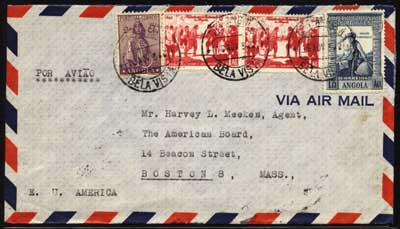 POR AVIÃO
BELA VISTA
BELA VISTA
ANGOLA
VIA AIR MAIL
Mr. Harvey L. Meeken, Agent,
The American Board,
14 Beacon Street,
BOSTON 8, MASS.,
E. U. AMERICA